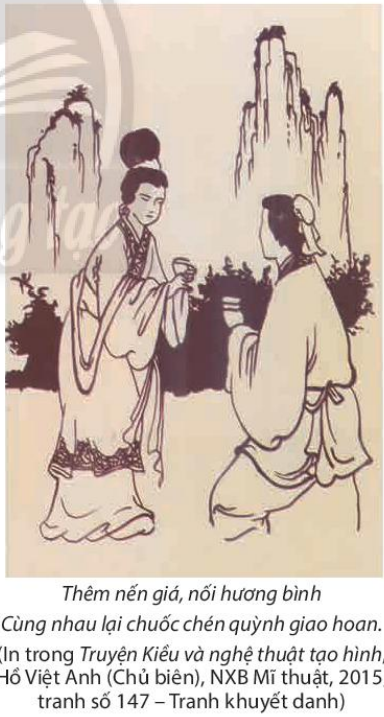 ng tạo
Thêm nến giá, nối hương bình
Cùng nhau lại chuốc chén quỳnh giao hoan.
(In trong Truyện Kiều và nghệ thuật tạo hình,
Hồ Việt Anh (Chủ biên), NXB Mĩ thuật, 2015,
tranh số 147 – Tranh khuyết danh)